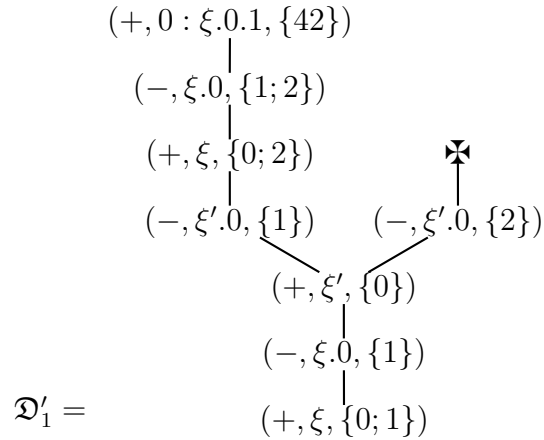 (+, 0 : ξ.0.1, {42})
(−, ξ.0, {1; 2})
(+, ξ, {0; 2})
✠
(−, ξ′.0, {1})
(−, ξ′.0, {2})
(+, ξ′, {0})
(−, ξ.0, {1})
𝔇′₁ =
(+, ξ, {0; 1})